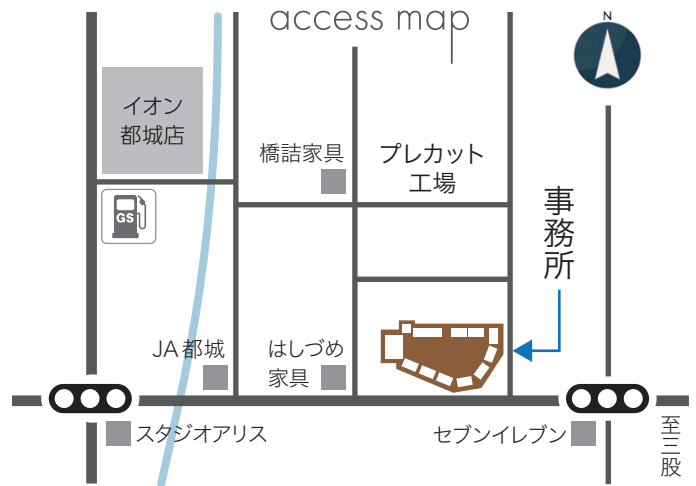 access map
N
イオン
都城店
橋詰家具
プレカット
工場
GS
事務所
JA都城
はしづめ
家具
スタジオアリス
セブンイレブン
至三股